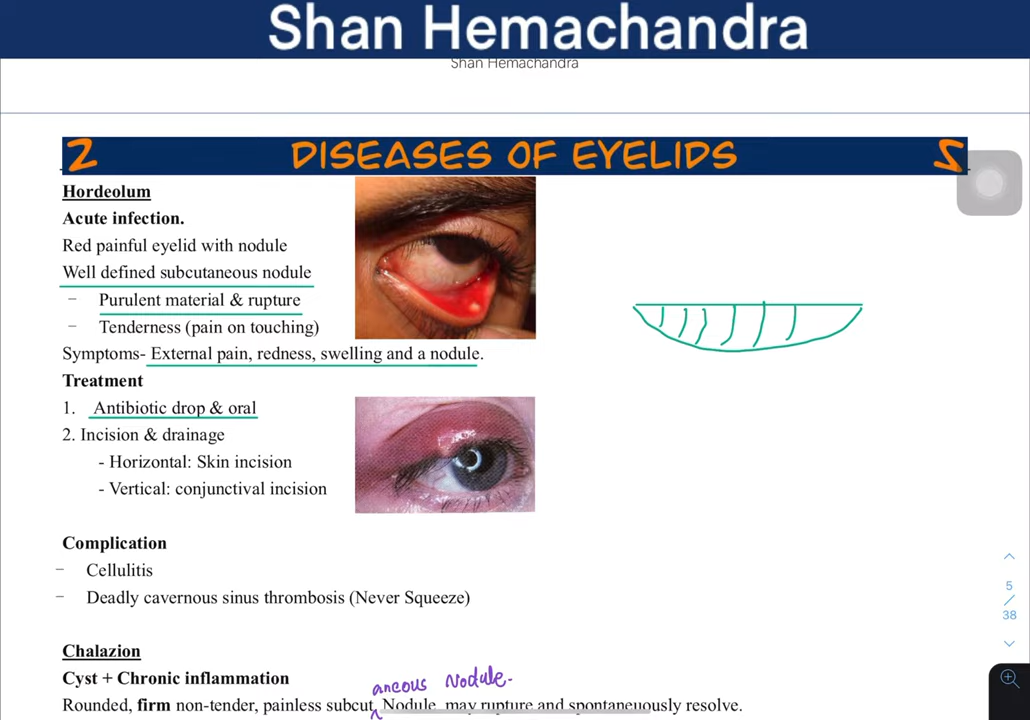 Shan Hemachandra
Shan Hemachandra
2 DISEASES OF EYELIDS 2
Hordeolum
Acute infection.
Red painful eyelid with nodule
Well defined subcutaneous nodule
– Purulent material & rupture
– Tenderness (pain on touching)
Symptoms- External pain, redness, swelling and a nodule.
Treatment
1. Antibiotic drop & oral
2. Incision & drainage
- Horizontal: Skin incision
- Vertical: conjunctival incision
Complication
– Cellulitis
– Deadly cavernous sinus thrombosis (Never Squeeze)
Chalazion
Cyst + Chronic inflammation
aneous Nodule.
Rounded, firm non-tender, painless subcut, Nodule, may rupture and spontaneously resolve.
5
/
38